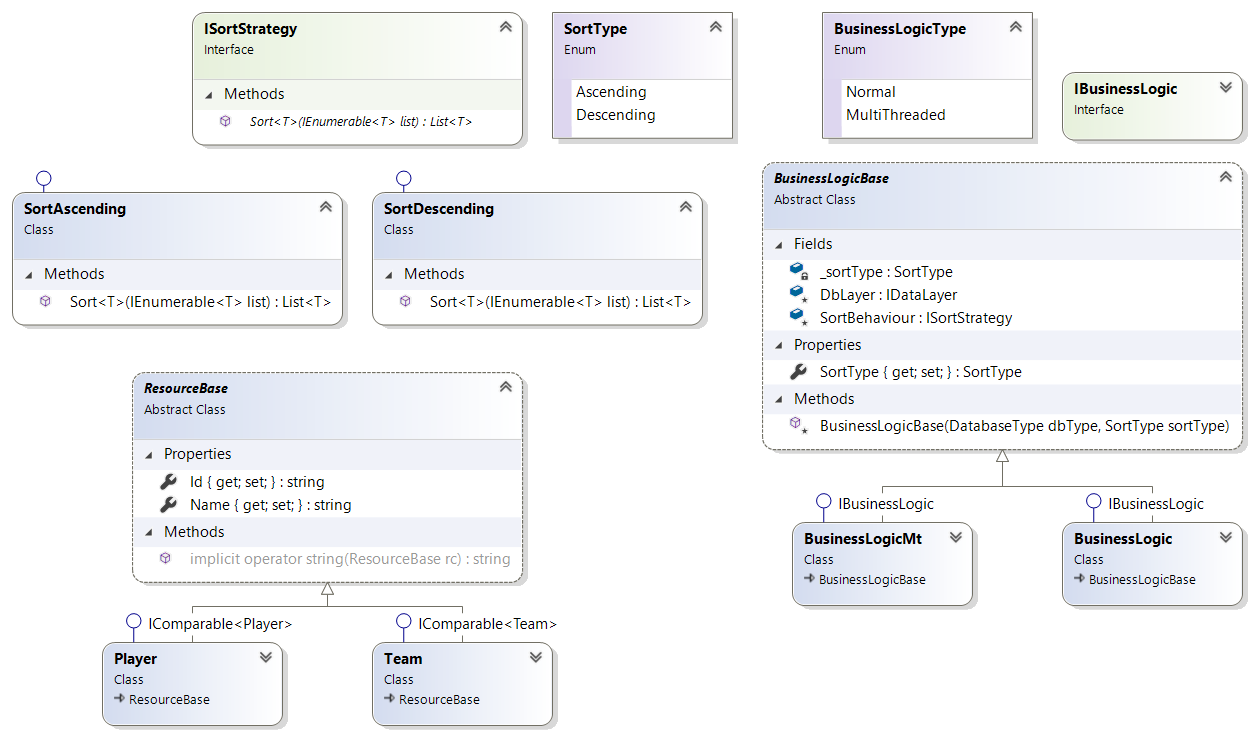 ISortStrategy
Interface
Methods
Sort<T>(IEnumerable<T> list) : List<T>
SortType
Enum
Ascending
Descending
BusinessLogicType
Enum
Normal
MultiThreaded
IBusinessLogic
Interface
SortAscending
Class
Methods
Sort<T>(IEnumerable<T> list) : List<T>
SortDescending
Class
Methods
Sort<T>(IEnumerable<T> list) : List<T>
BusinessLogicBase
Abstract Class
Fields
_sortType : SortType
DbLayer : IDataLayer
SortBehaviour : ISortStrategy
Properties
SortType { get; set; } : SortType
Methods
BusinessLogicBase(DatabaseType dbType, SortType sortType)
ResourceBase
Abstract Class
Properties
Id { get; set; } : string
Name { get; set; } : string
Methods
implicit operator string(ResourceBase rc) : string
IBusinessLogic
BusinessLogicMt
Class
BusinessLogicBase
IBusinessLogic
BusinessLogic
Class
BusinessLogicBase
IComparable<Player>
Player
Class
ResourceBase
IComparable<Team>
Team
Class
ResourceBase